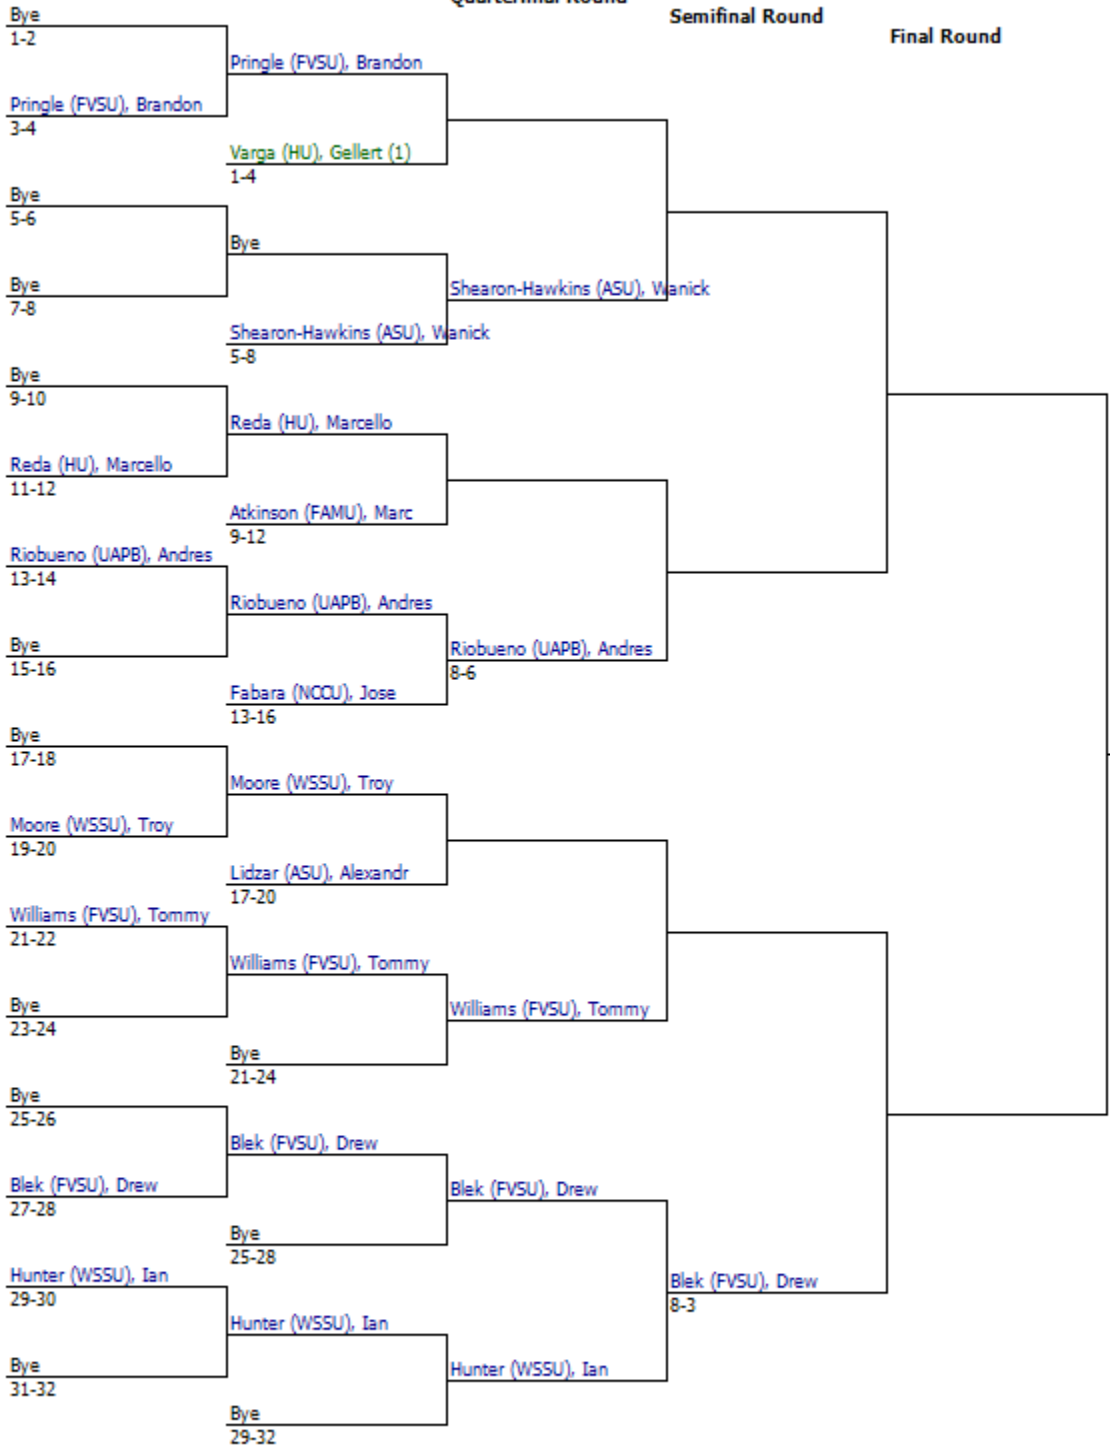 Quarterfinal Round
Semifinal Round
Final Round
Bye
1-2
Pringle (FVSU), Brandon
Pringle (FVSU), Brandon
3-4
Varga (HU), Gellert (1)
1-4
Bye
5-6
Bye
Bye
7-8
Shearon-Hawkins (ASU), Wanick
Shearon-Hawkins (ASU), Wanick
5-8
Bye
9-10
Reda (HU), Marcello
Reda (HU), Marcello
11-12
Atkinson (FAMU), Marc
9-12
Riobueno (UAPB), Andres
13-14
Riobueno (UAPB), Andres
Bye
15-16
Riobueno (UAPB), Andres
8-6
Fabara (NCCU), Jose
13-16
Bye
17-18
Moore (WSSU), Troy
Moore (WSSU), Troy
19-20
Lidzar (ASU), Alexandr
17-20
Williams (FVSU), Tommy
21-22
Williams (FVSU), Tommy
Bye
23-24
Williams (FVSU), Tommy
Bye
21-24
Bye
25-26
Blek (FVSU), Drew
Blek (FVSU), Drew
27-28
Blek (FVSU), Drew
Bye
25-28
Hunter (WSSU), Ian
29-30
Blek (FVSU), Drew
8-3
Hunter (WSSU), Ian
Bye
31-32
Hunter (WSSU), Ian
Bye
29-32